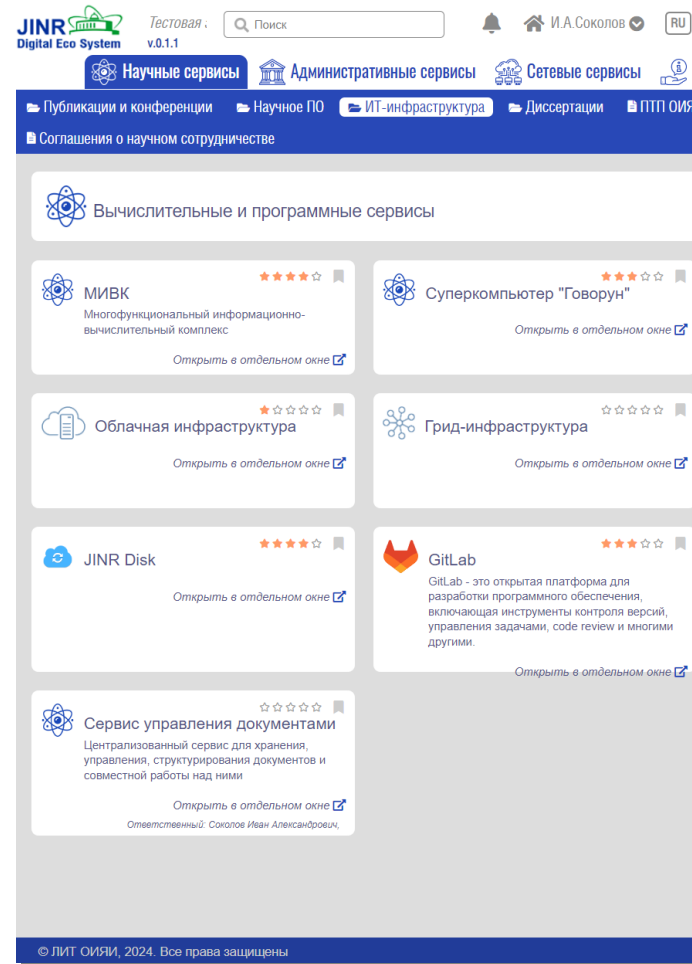 JINR
Digital Eco System
Тестовая
v.0.1.1
Поиск
И.А.Соколов
RU
Научные сервисы
Административные сервисы
Сетевые сервисы
Публикации и конференции
Научное ПО
ИТ-инфраструктура
Диссертации
ПТП ОИЯ
Соглашения о научном сотрудничестве
Вычислительные и программные сервисы
МИВК
Многофункциональный информационно-
вычислительный комплекс
Открыть в отдельном окне
Суперкомпьютер "Говорун"
Открыть в отдельном окне
Облачная инфраструктура
Открыть в отдельном окне
Грид-инфраструктура
Открыть в отдельном окне
JINR Disk
Открыть в отдельном окне
GitLab
GitLab - это открытая платформа для
разработки программного обеспечения,
включающая инструменты контроля версий,
управления задачами, code review и многими
другими.
Открыть в отдельном окне
Сервис управления документами
Централизованный сервис для хранения,
управления, структурирования документов и
совместной работы над ними
Открыть в отдельном окне
Ответственный: Соколов Иван Александрович,
© ЛИТ ОИЯИ, 2024. Все права защищены